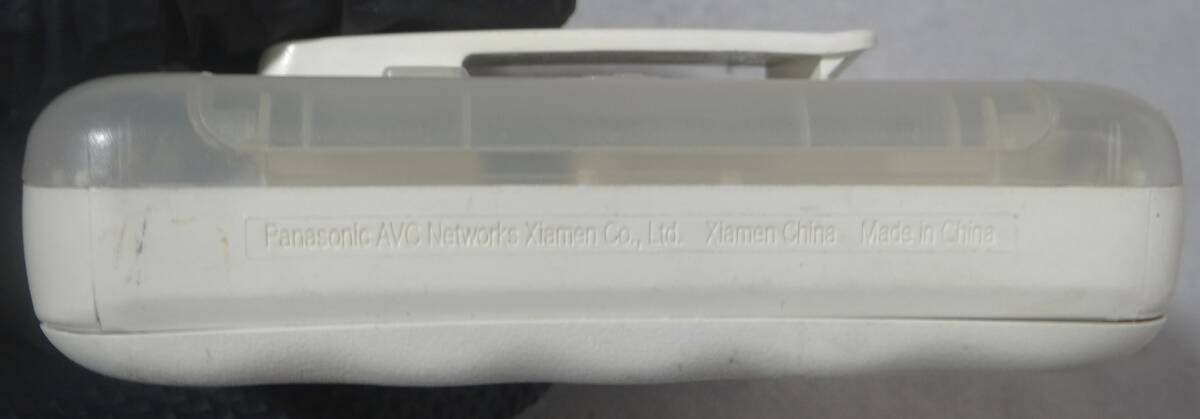 Panasonic AVC Networks Xiamen Co., Ltd. Xiamen China Made in China